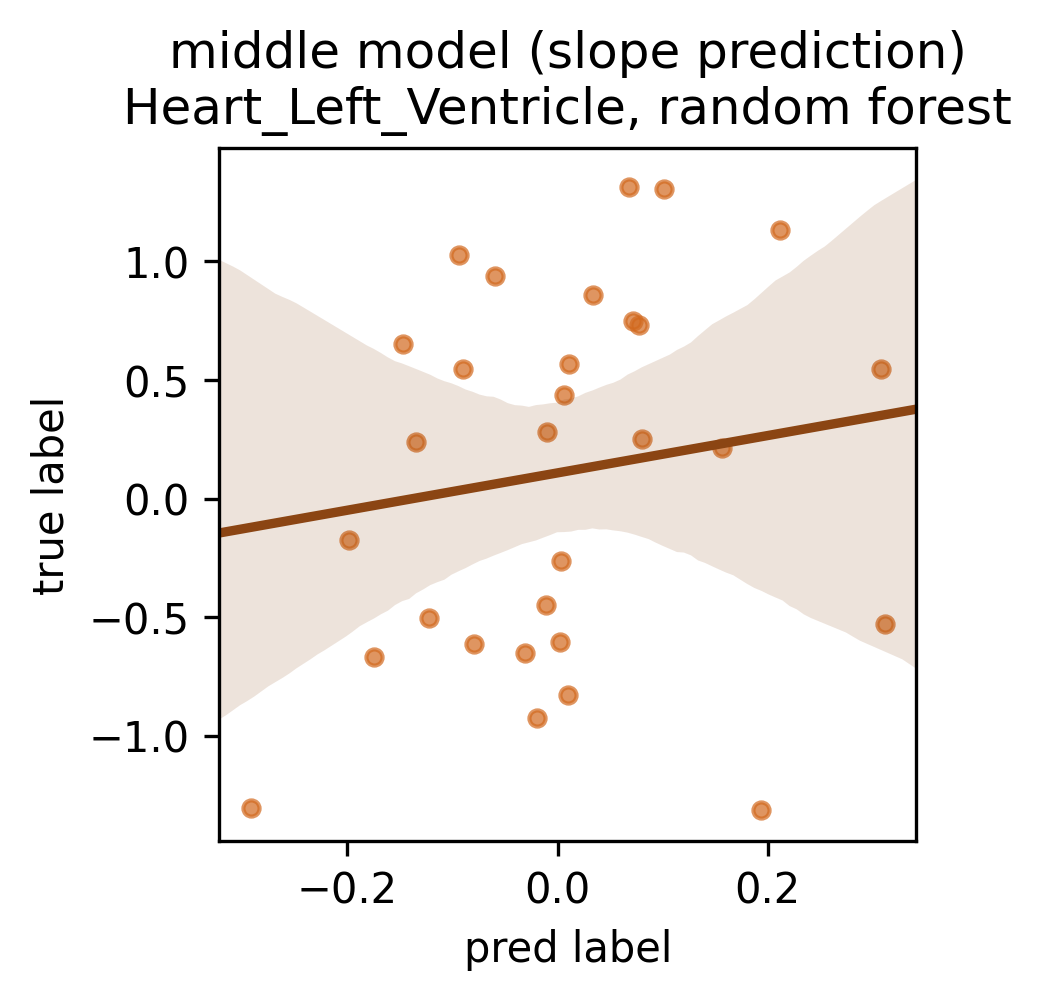 middle model (slope prediction)
Heart_Left_Ventricle, random forest
1.0
0.5
0.0
−0.5
−1.0
true label
−0.2
0.0
0.2
pred label